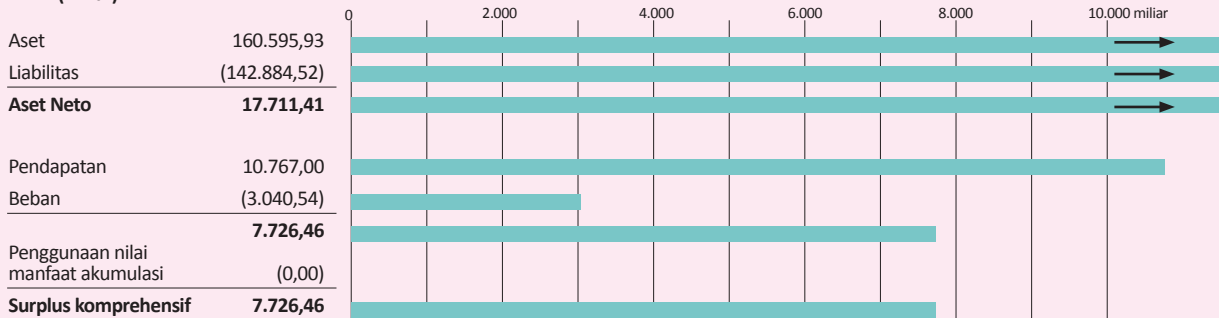 0 2.000 4.000 6.000 8.000 10.000 miliar
Aset 160.595,93
Liabilitas (142.884,52)
Aset Neto 17.711,41
Pendapatan 10.767,00
Beban (3.040,54)
7.726,46
Penggunaan nilai
manfaat akumulasi (0,00)
Surplus komprehensif 7.726,46